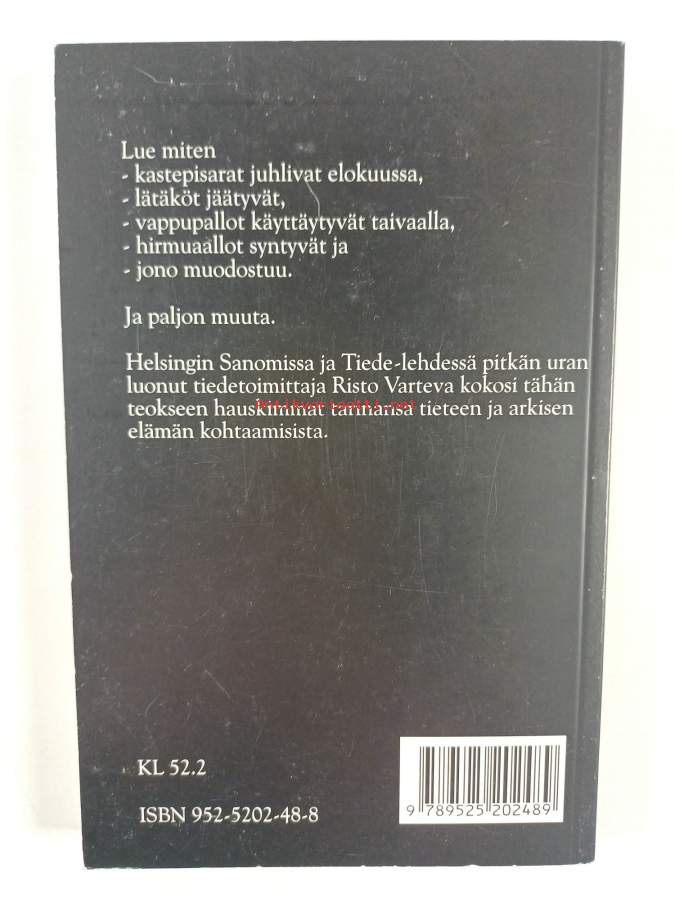 Lue miten
- kastepisarat juhlivat elokuussa,
- lätäköt jäätyvät,
- vappupallot käyttäytyvät taivaalla,
- hirmuaallot syntyvät ja
- jono muodostuu.
Ja paljon muuta.
Helsingin Sanomissa ja Tiede-lehdessä pitkän uran
luonut tiedetoimittaja Risto Varteva kokosi tähän
teokseen hauskimmat tarinansa tieteen ja arkisen
elämän kohtaamisista.
KL 52.2
ISBN 952-5202-48-8
9 789525 202489